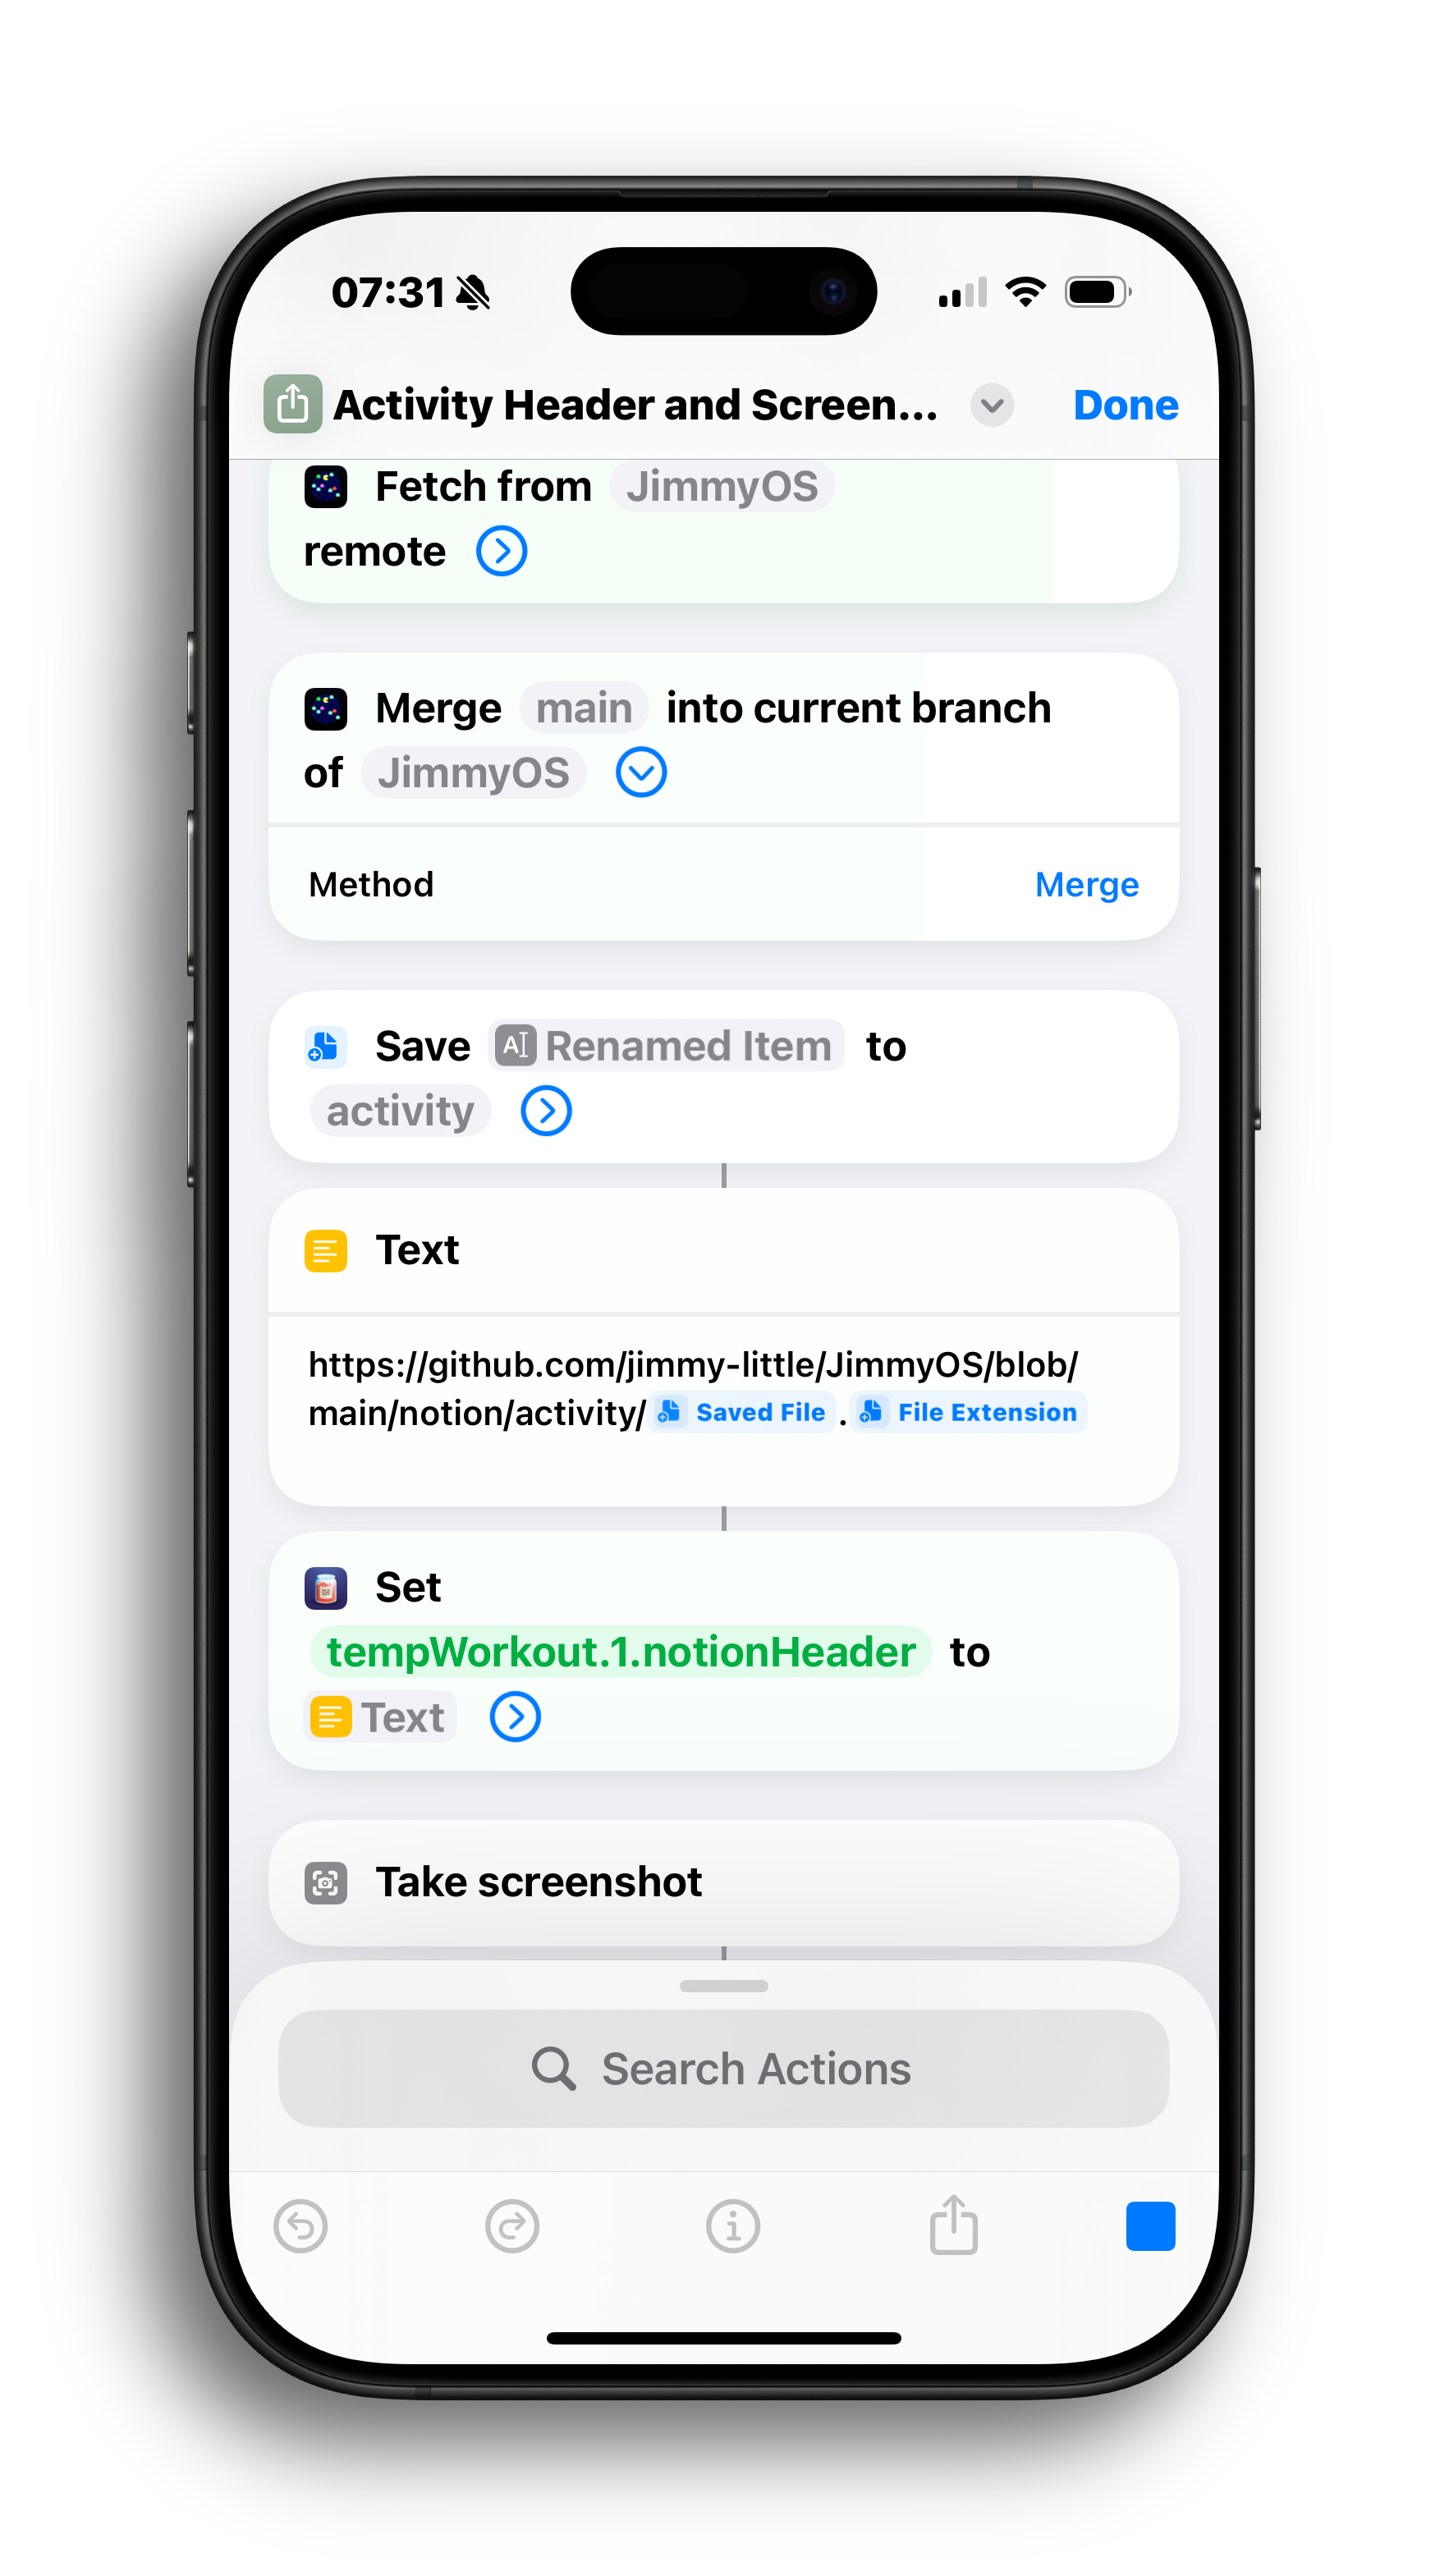 07:31
Activity Header and Screen... Done
Fetch from JimmyOS
remote
Merge main into current branch
of JimmyOS
Method Merge
Save Renamed Item to
activity
Text
https://github.com/jimmy-little/JimmyOS/blob/
main/notion/activity/ Saved File . File Extension
Set
tempWorkout.1.notionHeader to
Text
Take screenshot
Search Actions